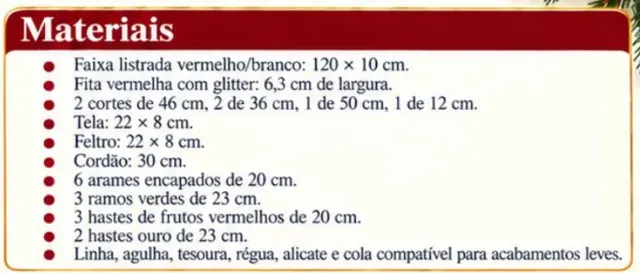 Materiais
Faixa listrada vermelho/branco: 120 × 10 cm.
Fita vermelha com glitter: 6,3 cm de largura.
2 cortes de 46 cm, 2 de 36 cm, 1 de 50 cm, 1 de 12 cm.
Tela: 22 × 8 cm.
Feltro: 22 × 8 cm.
Cordão: 30 cm.
6 arames encapados de 20 cm.
3 ramos verdes de 23 cm.
3 hastes de frutos vermelhos de 20 cm.
2 hastes ouro de 23 cm.
Linha, agulha, tesoura, régua, alicate e cola compatível para acabamentos leves.